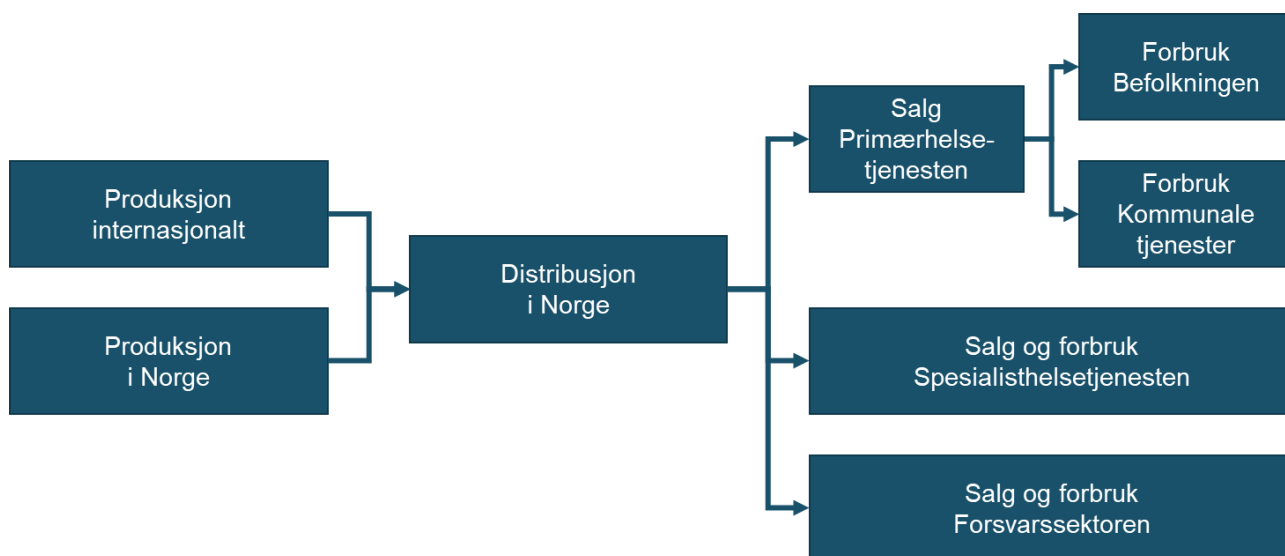 Produksjon
internasjonalt
Produksjon
i Norge
Distribusjon
i Norge
Salg
Primærhelse-
tjenesten
Forbruk
Befolkningen
Forbruk
Kommunale
tjenester
Salg og forbruk
Spesialisthelsetjenesten
Salg og forbruk
Forsvarssektoren